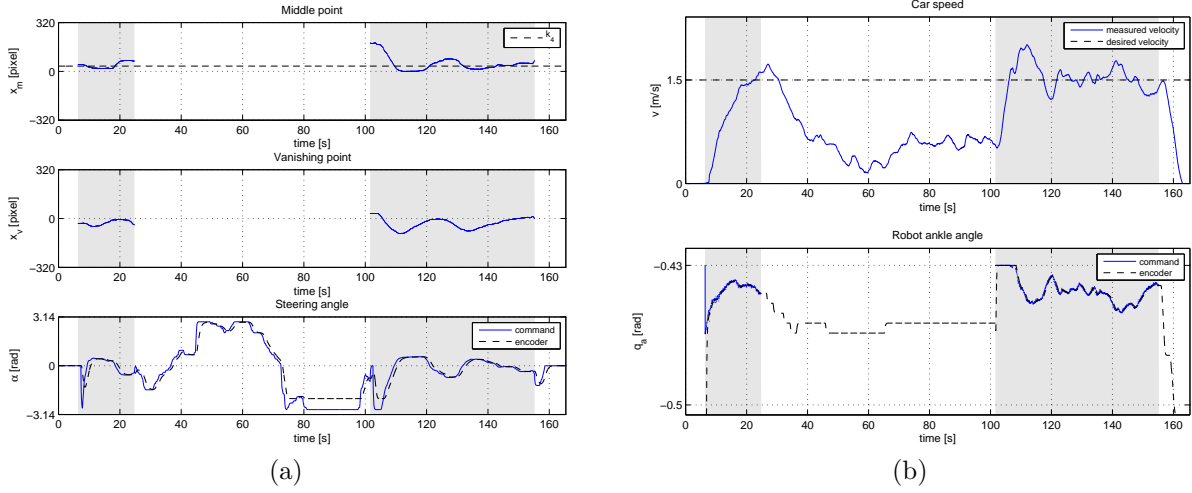 Middle point
320
0
−320
x_m [pixel]
k_4
0 20 40 60 80 100 120 140 160
time [s]
Vanishing point
320
0
−320
x_v [pixel]
0 20 40 60 80 100 120 140 160
time [s]
Steering angle
3.14
0
−3.14
α [rad]
command
encoder
0 20 40 60 80 100 120 140 160
time [s]
(a)
Car speed
1.5
0
v [m/s]
measured velocity
desired velocity
0 20 40 60 80 100 120 140 160
time [s]
Robot ankle angle
−0.43
−0.5
q_a [rad]
command
encoder
0 20 40 60 80 100 120 140 160
time [s]
(b)